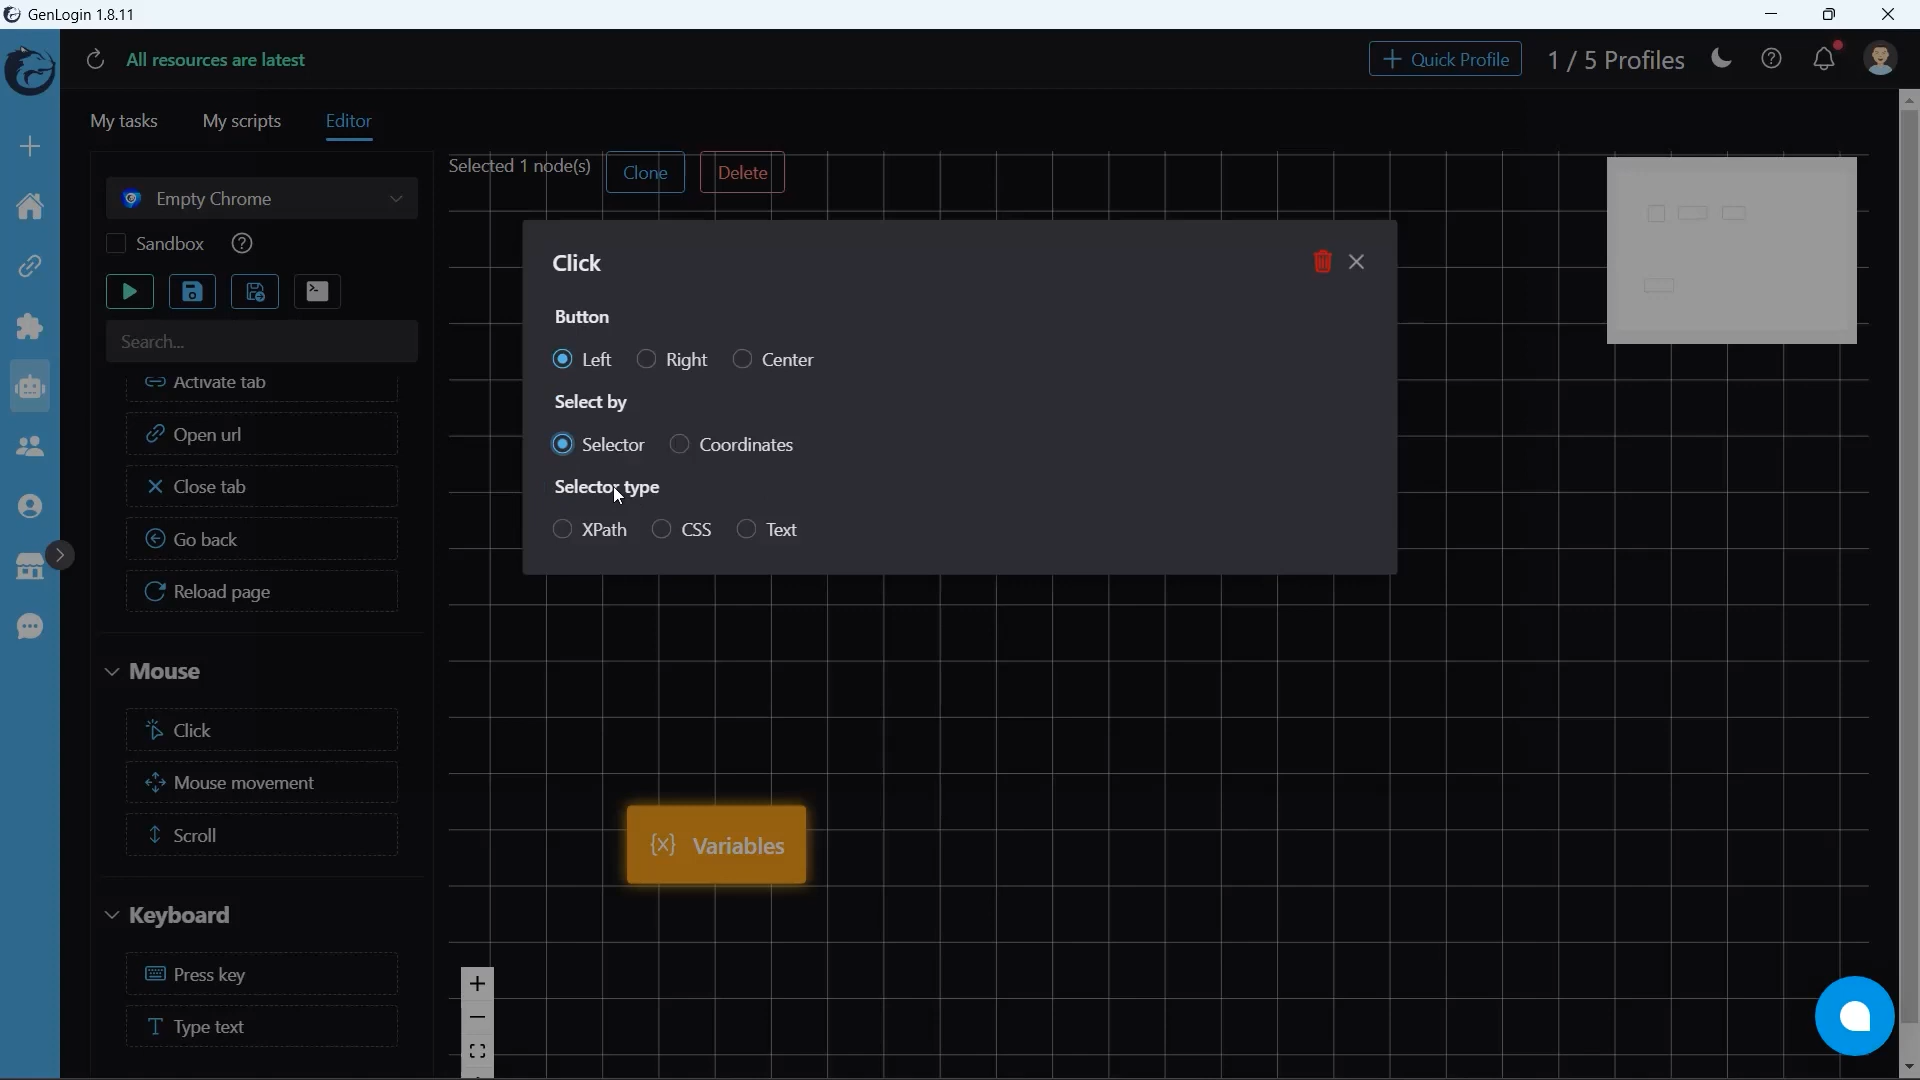 GenLogin 1.8.11
All resources are latest
Quick Profile
1 / 5 Profiles
My tasks
My scripts
Editor
Selected 1 node(s)
Clone
Delete
Empty Chrome
Sandbox
Search...
Activate tab
Open url
Close tab
Go back
Reload page
Mouse
Click
Mouse movement
Scroll
Keyboard
Press key
Type text
Click
Button
Left
Right
Center
Select by
Selector
Coordinates
Selector type
XPath
CSS
Text
{x} Variables